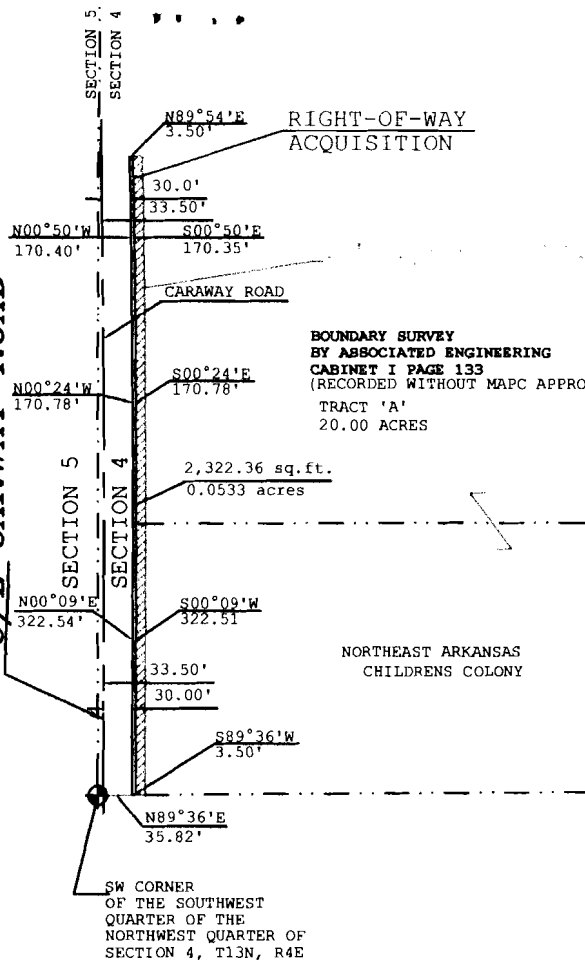 SECTION 5
SECTION 4
N89°54'E
3.50'
RIGHT-OF-WAY
ACQUISITION
30.0'
33.50'
N00°50'W
170.40'
S00°50'E
170.35'
CARAWAY ROAD
BOUNDARY SURVEY
BY ASSOCIATED ENGINEERING
CABINET I PAGE 133
(RECORDED WITHOUT MAPC APPRO
TRACT 'A'
20.00 ACRES
N00°24'W
170.78'
S00°24'E
170.78'
2,322.36 sq.ft.
0.0533 acres
SECTION 5
SECTION 4
N00°09'E
322.54'
S00°09'W
322.51
NORTHEAST ARKANSAS
CHILDRENS COLONY
33.50'
30.00'
S89°36'W
3.50'
N89°36'E
35.82'
SW CORNER
OF THE SOUTHWEST
QUARTER OF THE
NORTHWEST QUARTER OF
SECTION 4, T13N, R4E